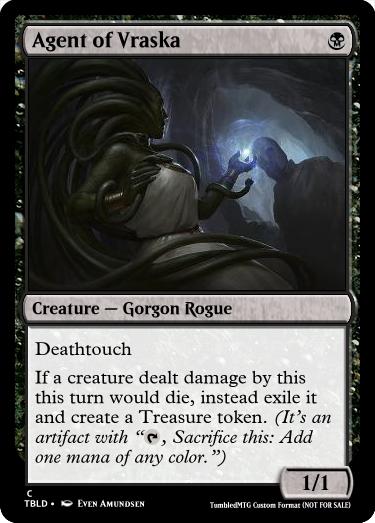 Agent of Vraska
Creature — Gorgon Rogue
Deathtouch
If a creature dealt damage by this
this turn would die, instead exile it
and create a Treasure token. (It's an
artifact with “, Sacrifice this: Add
one mana of any color.”)
1/1
C
TBLD • Even Amundsen
TumbledMTG Custom Format (NOT FOR SALE)